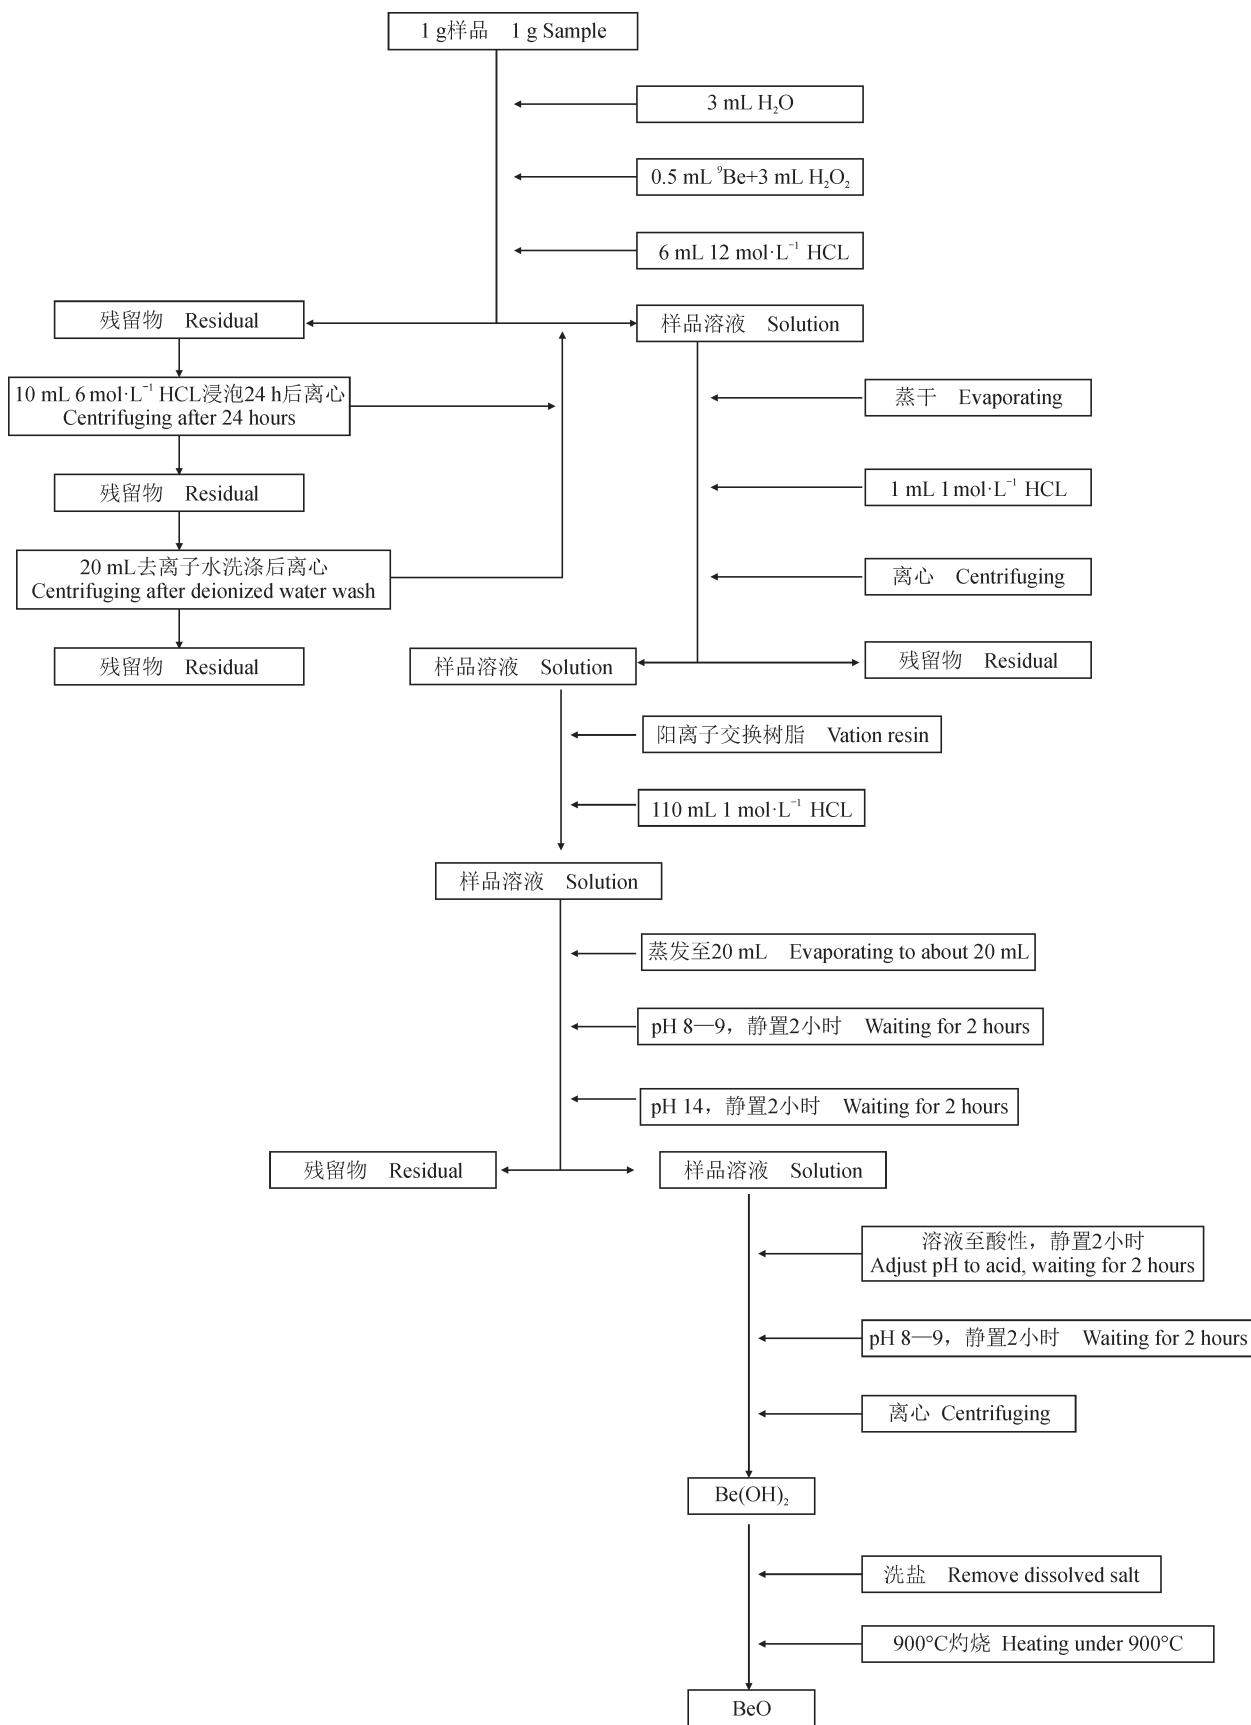 1 g样品 1 g Sample
3 mL H₂O
0.5 mL ⁹Be+3 mL H₂O₂
6 mL 12 mol·L⁻¹ HCL
残留物 Residual
样品溶液 Solution
10 mL 6 mol·L⁻¹ HCL浸泡24 h后离心
Centrifuging after 24 hours
蒸干 Evaporating
残留物 Residual
1 mL 1 mol·L⁻¹ HCL
20 mL去离子水洗涤后离心
Centrifuging after deionized water wash
离心 Centrifuging
残留物 Residual
样品溶液 Solution
残留物 Residual
阳离子交换树脂 Vation resin
110 mL 1 mol·L⁻¹ HCL
样品溶液 Solution
蒸发至20 mL Evaporating to about 20 mL
pH 8—9，静置2小时 Waiting for 2 hours
pH 14，静置2小时 Waiting for 2 hours
残留物 Residual
样品溶液 Solution
溶液至酸性，静置2小时
Adjust pH to acid, waiting for 2 hours
pH 8—9，静置2小时 Waiting for 2 hours
离心 Centrifuging
Be(OH)₂
洗盐 Remove dissolved salt
900°C灼烧 Heating under 900°C
BeO